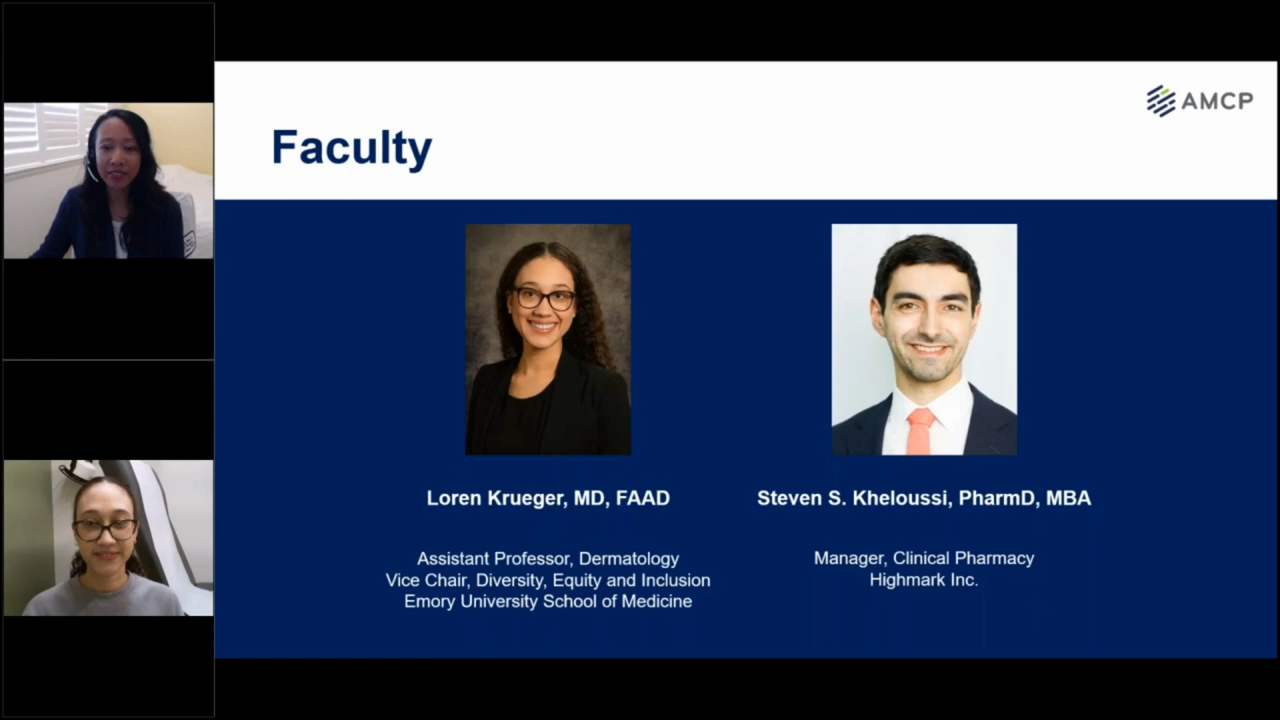 AMCP
Faculty
Loren Krueger, MD, FAAD
Assistant Professor, Dermatology
Vice Chair, Diversity, Equity and Inclusion
Emory University School of Medicine
Steven S. Kheloussi, PharmD, MBA
Manager, Clinical Pharmacy
Highmark Inc.